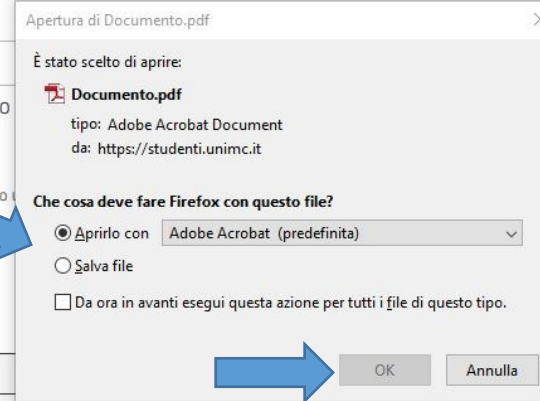 Apertura di Documento.pdf
È stato scelto di aprire:
Documento.pdf
tipo: Adobe Acrobat Document
da: https://studenti.unimc.it
Che cosa deve fare Firefox con questo file?
Aprirlo con Adobe Acrobat (predefinita)
Salva file
Da ora in avanti esegui questa azione per tutti i file di questo tipo.
OK Annulla